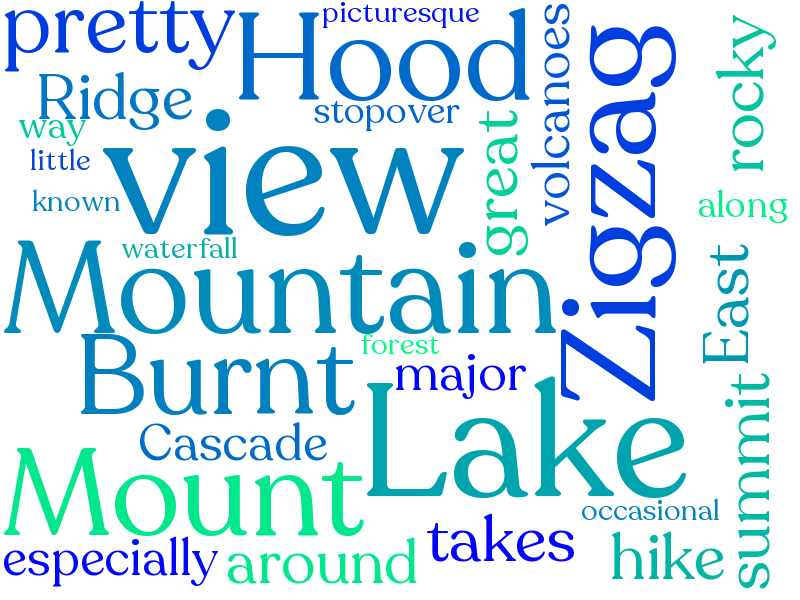 pretty
picturesque
Hood
volcanoes
Zigzag
rocky
Ridge
stopover
way
little
view
great
known
along
waterfall
Mountain
East
forest
Burnt
major
Lake
summit
Cascade
Mount
occasional
takes
hike
especially
around